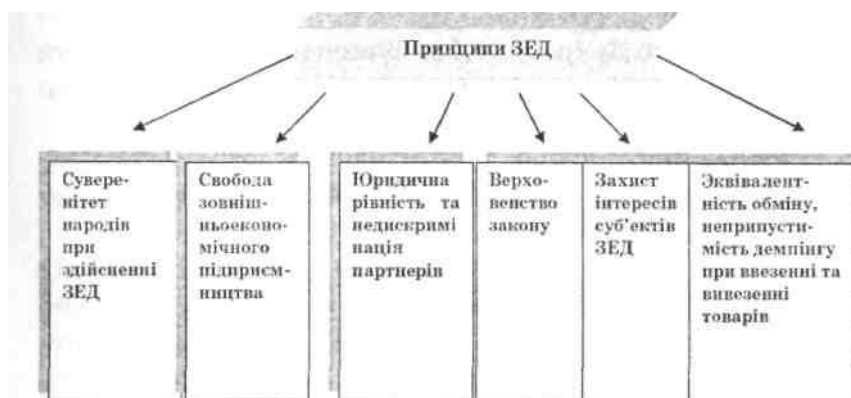 Принципи ЗЕД
Сувере-
нітет
народів
при
здійсненні
ЗЕД
Свобода
зовніш-
ньоеконо-
мічного
підприєм-
ництва
Юридична
рівність та
недискримі
нація
партнерів
Верхо-
венство
закону
Захист
інтересів
суб'єктів
ЗЕД
Эквівалент-
ність обміну,
неприпусти-
мість демпінгу
при ввезенні та
вивезенні
товарів